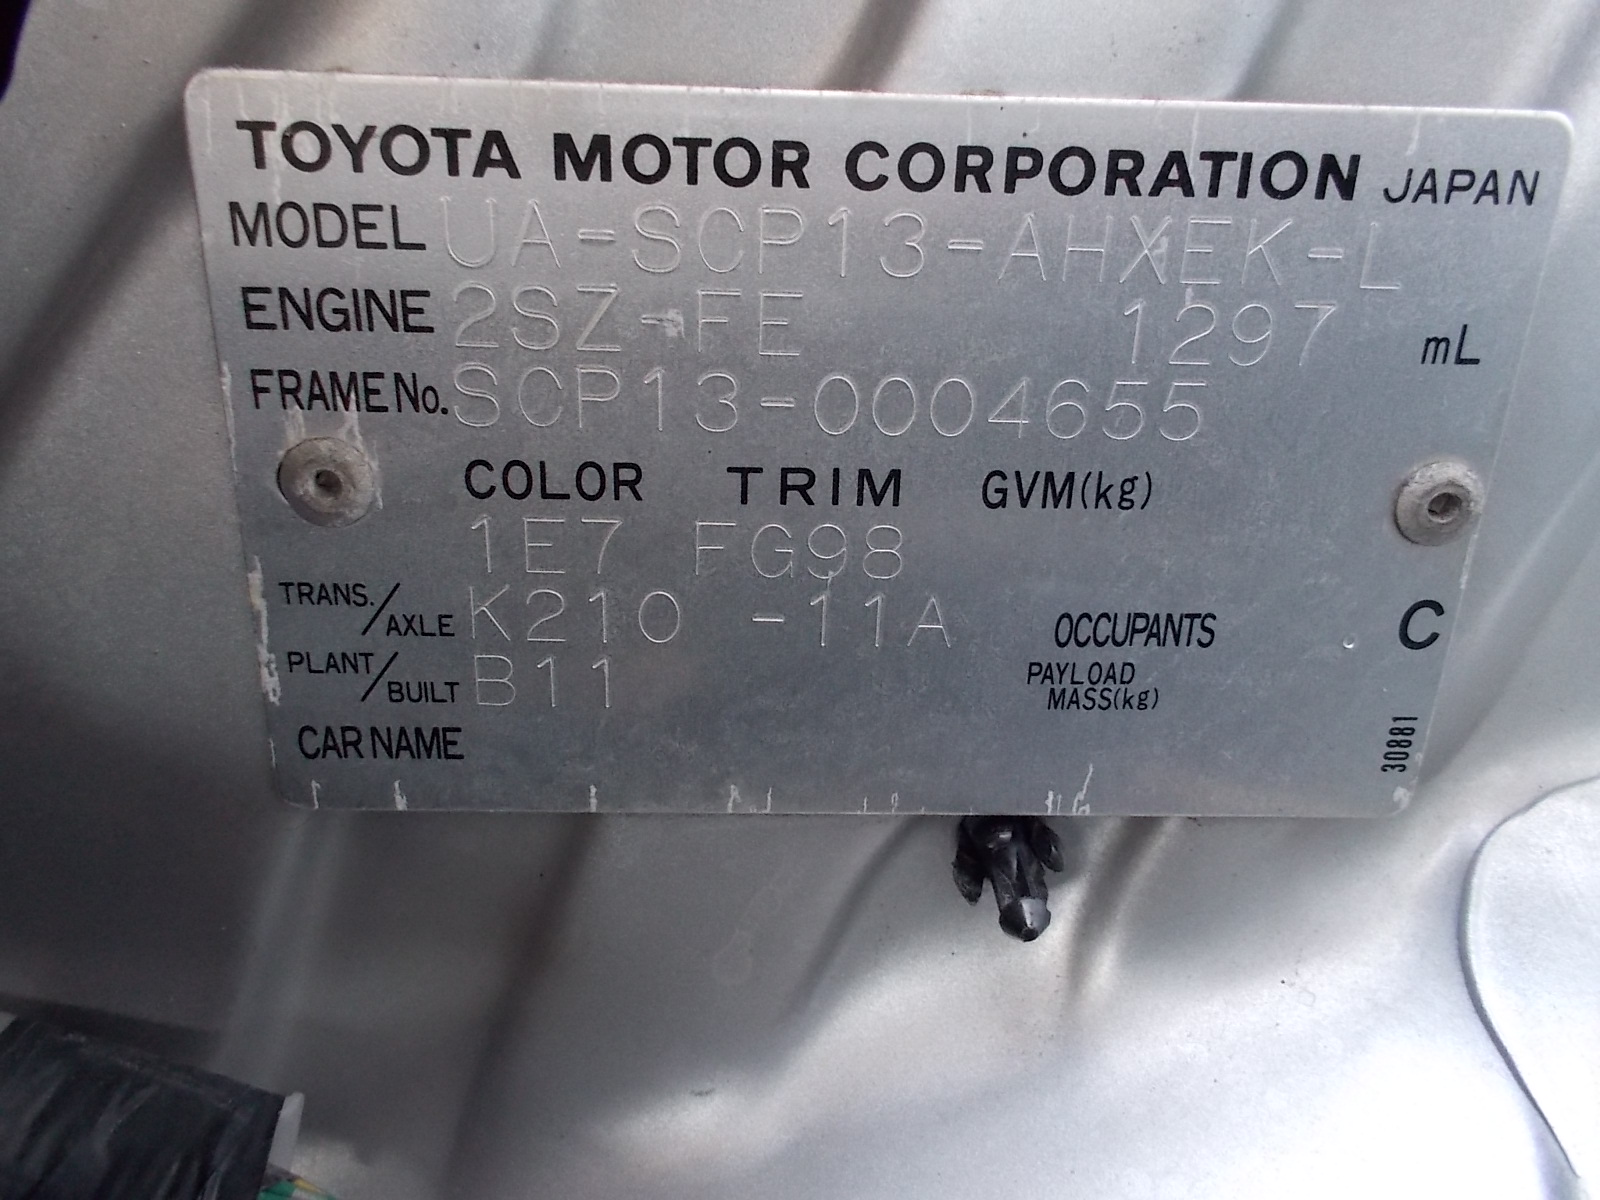 TOYOTA MOTOR CORPORATION JAPAN
MODEL UA-SCP13-AHXEK-L
ENGINE 2SZ-FE 1297 mL
FRAME No. SCP13-0004655
COLOR TRIM GVM(kg)
1E7 FG98
TRANS./AXLE K210 -11A OCCUPANTS C
PLANT/BUILT B11 PAYLOAD MASS(kg)
CAR NAME
30881